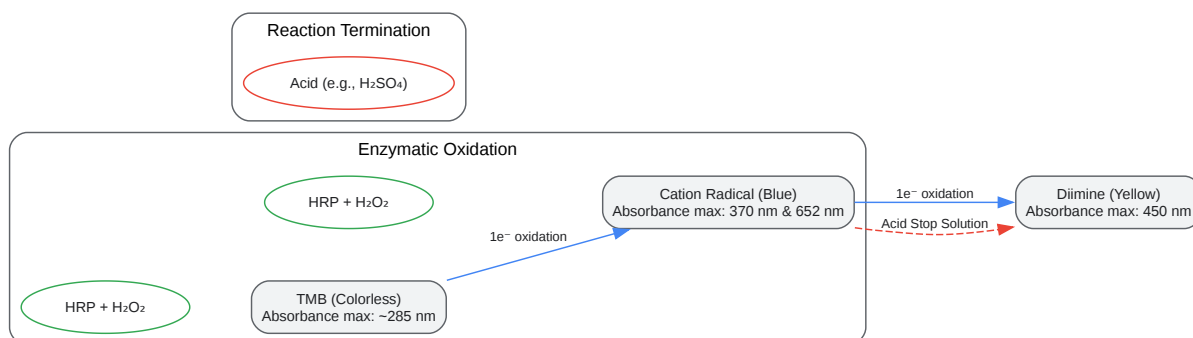 Reaction Termination
Acid (e.g., H₂SO₄)
Enzymatic Oxidation
HRP + H₂O₂
Cation Radical (Blue)
Absorbance max: 370 nm & 652 nm
1e⁻ oxidation
Diimine (Yellow)
Absorbance max: 450 nm
Acid Stop Solution
1e⁻ oxidation
HRP + H₂O₂
TMB (Colorless)
Absorbance max: ~285 nm